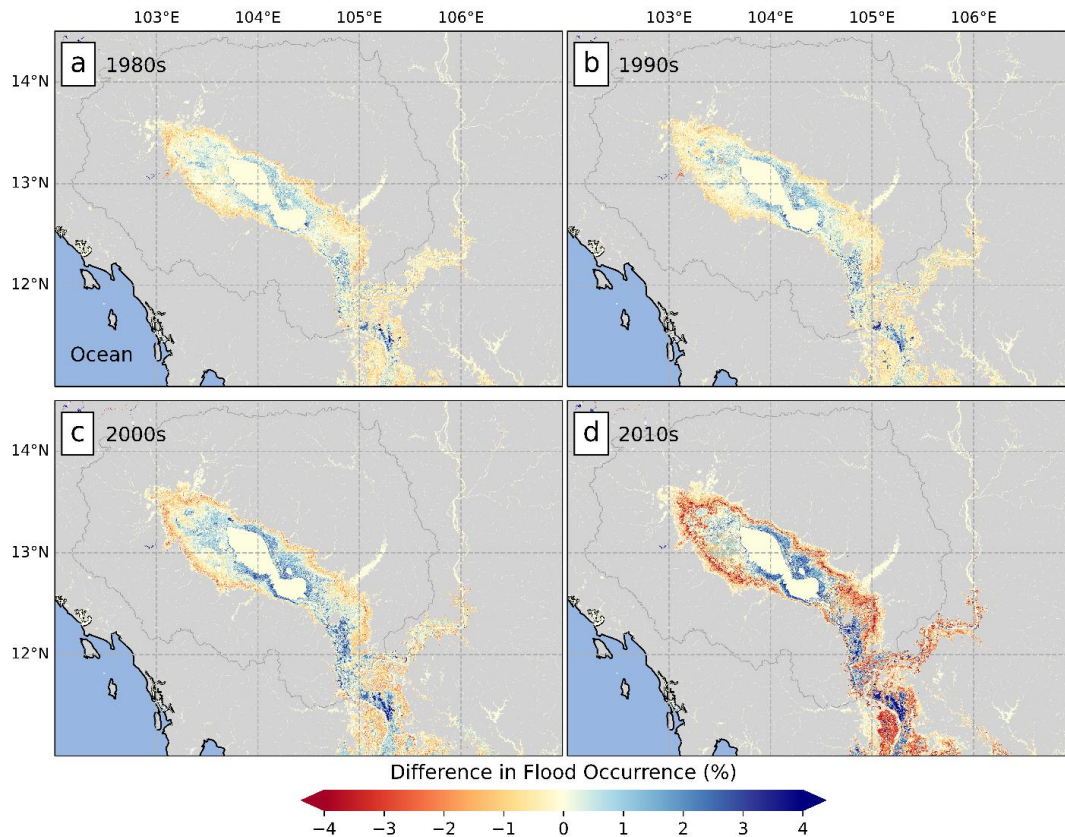 103°E 104°E 105°E 106°E 103°E 104°E 105°E 106°E
a 1980s
b 1990s
14°N
13°N
12°N
Ocean
c 2000s
d 2010s
14°N
13°N
12°N
Difference in Flood Occurrence (%)
−4 −3 −2 −1 0 1 2 3 4